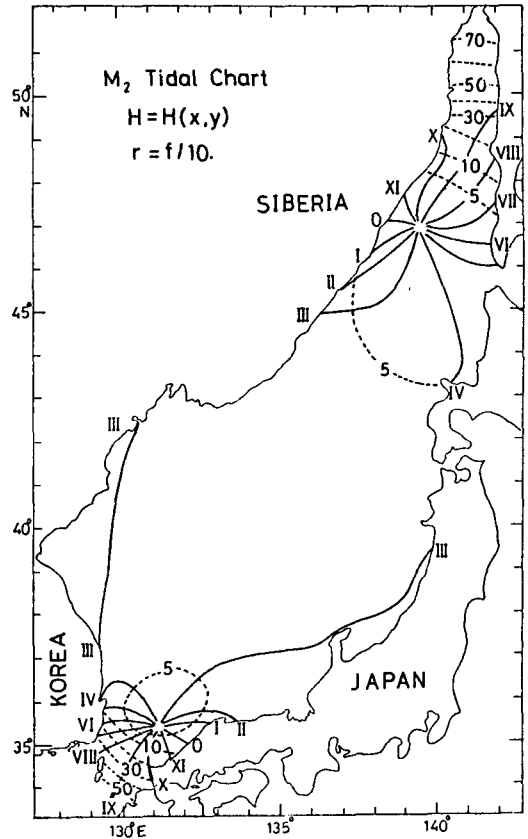 70
M₂ Tidal Chart
50
50°
N
30
IX
H=H(x,y)
X
VIII
r=f/10.
10
XI
5
VII
SIBERIA
0
VI
I
II
45°
III
5
IV
III
40°
III
III
KOREA
5
JAPAN
IV
VI
I
II
35°
10
0
VIII
30
XI
50
X
IX
130°E
135°
140°